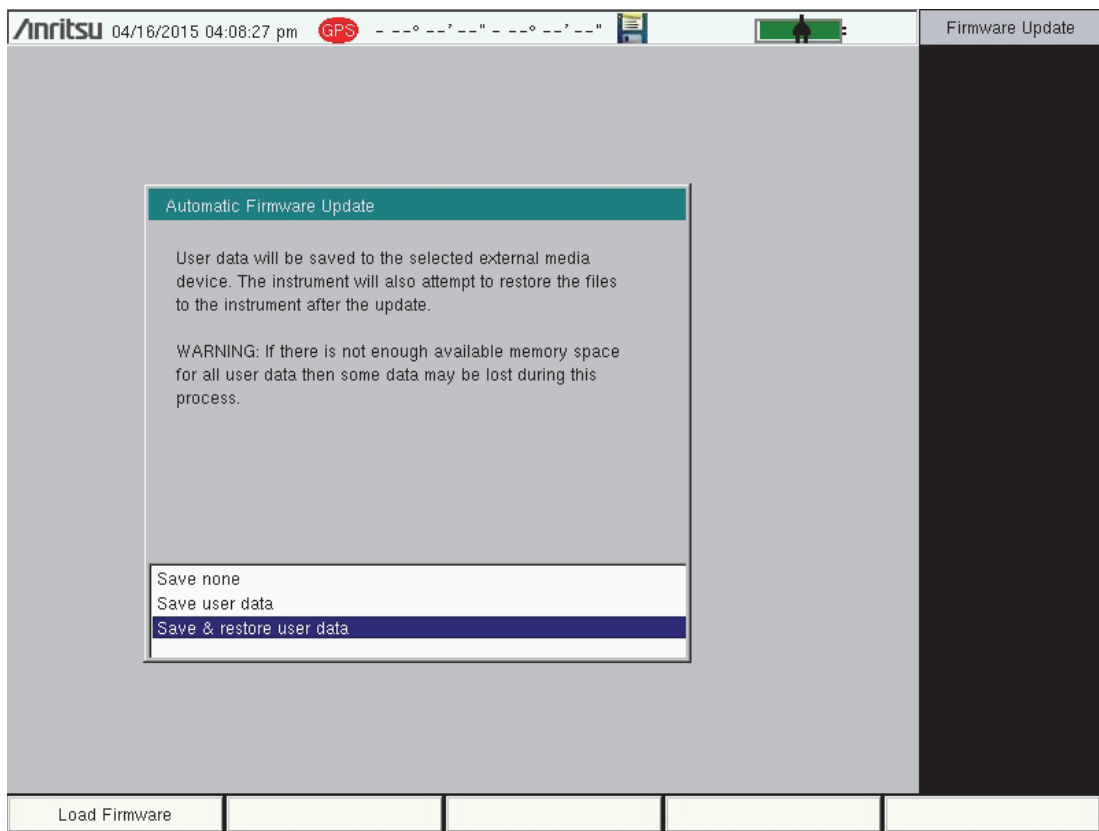 Anritsu 04/16/2015 04:08:27 pm GPS - --° --'--" - --° --'--"
Firmware Update
Automatic Firmware Update
User data will be saved to the selected external media
device. The instrument will also attempt to restore the files
to the instrument after the update.
WARNING: If there is not enough available memory space
for all user data then some data may be lost during this
process.
Save none
Save user data
Save & restore user data
Load Firmware